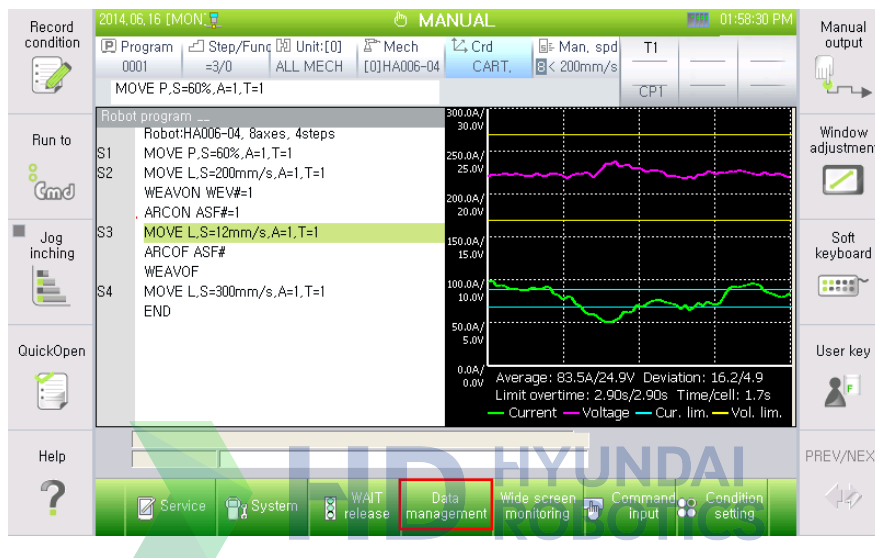 Record
condition
Run to
Cmd
Jog
inching
QuickOpen
Help
2014,06,16 [MON]
MANUAL
01:58:30 PM
P Program
0001
Step/Func
=3/0
Unit:[0]
ALL MECH
Mech
[0]HA006-04
Crd
CART,
Man, spd
8< 200mm/s
T1
CPT
MOVE P,S=60%,A=1,T=1
Robot program __
Robot:HA006-04, 8axes, 4steps
S1 MOVE P,S=60%,A=1,T=1
S2 MOVE L,S=200mm/s,A=1,T=1
WEAVON WEV#=1
ARCON ASF#=1
S3 MOVE L,S=12mm/s,A=1,T=1
ARCOF ASF#
WEAVOF
S4 MOVE L,S=300mm/s,A=1,T=1
END
300.0A/
30.0V
250.0A/
25.0V
200.0A/
20.0V
150.0A/
15.0V
100.0A/
10.0V
50.0A/
5.0V
0.0A/
0.0V
Average: 83.5A/24.9V Deviation: 16.2/4.9
Limit overtime: 2.90s/2.90s Time/cell: 1.7s
Current Voltage Cur. lim. Vol. lim.
Manual
output
Window
adjustmen
Soft
keyboard
User key
F
PREV/NEX
Service
System
WAIT
release
Data
management
Wide screen
monitoring
Command
input
Condition
setting
HD HYUNDAI
ROBOTICS